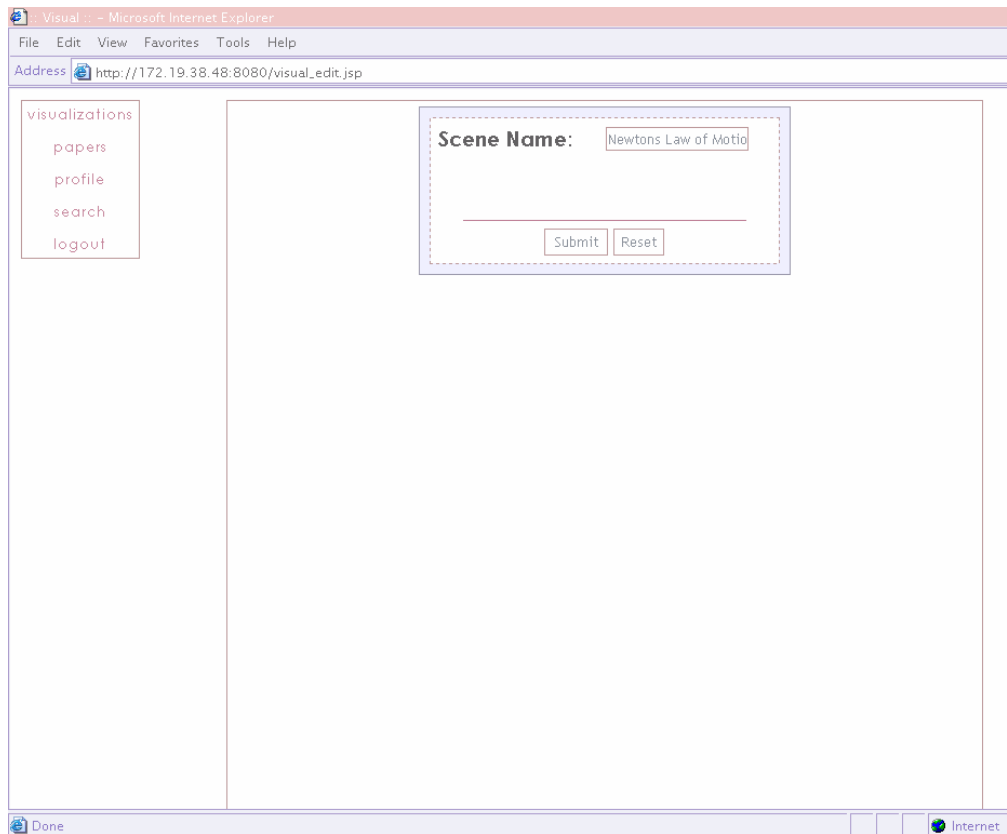 :: Visual :: - Microsoft Internet Explorer
File Edit View Favorites Tools Help
Address http://172.19.38.48:8080/visual_edit.jsp
visualizations
papers
profile
search
logout
Scene Name: Newtons Law of Motio
Submit Reset
Done Internet